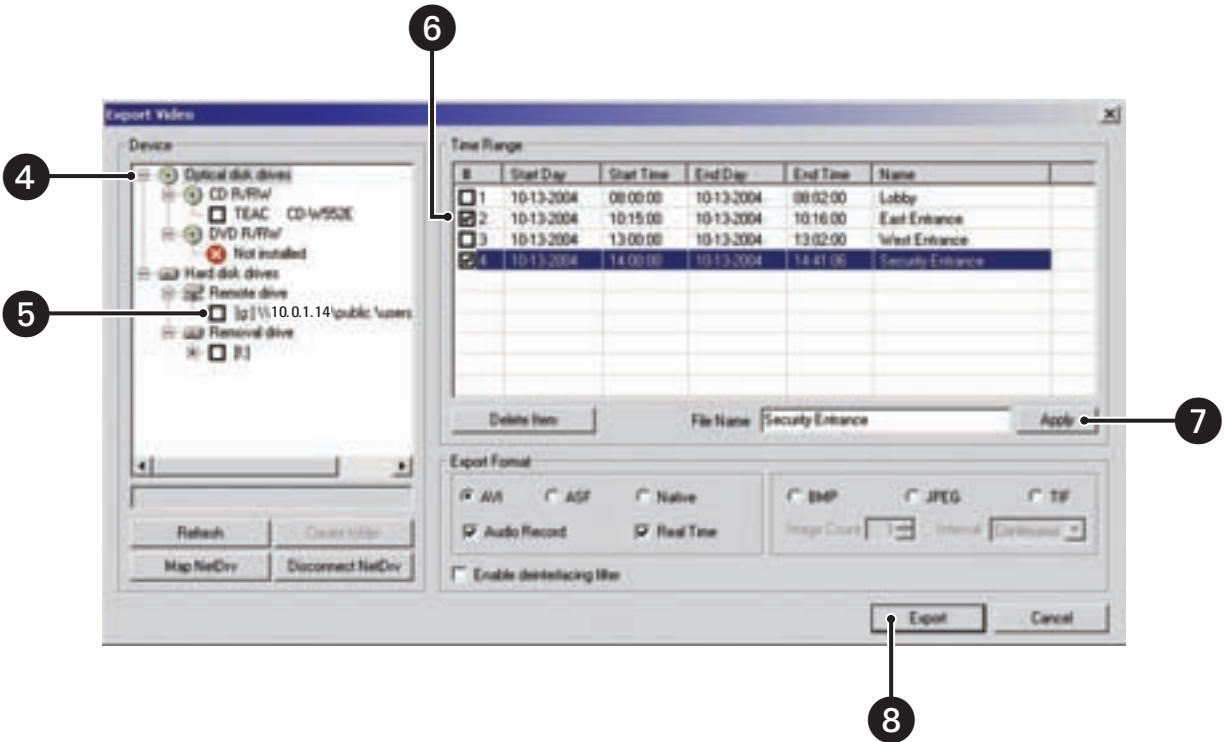 6
Export Video
Device
4
Optical disk drives
CD R/RW
TEAC CD-W552E
DVD R/RW
Not installed
Hard disk drives
Remote drive
5
[g:] \\10.0.1.14\public \users
Removal drive
[f:]
Refresh
Create folder
Map NetDrv
Disconnect NetDrv
Time Range
# Start Day Start Time End Day End Time Name
1 10-13-2004 08:00:00 10-13-2004 08:02:00 Lobby
2 10-13-2004 10:15:00 10-13-2004 10:16:00 East Entrance
3 10-13-2004 13:00:00 10-13-2004 13:02:00 West Entrance
4 10-13-2004 14:00:00 10-13-2004 14:41:06 Security Entrance
Delete Item
File Name Security Entrance
Apply
7
Export Format
AVI ASF Native
Audio Record Real Time
BMP JPEG TIF
Image Count 1 Interval Continuous
Enable deinterlacing filter
Export
Cancel
8